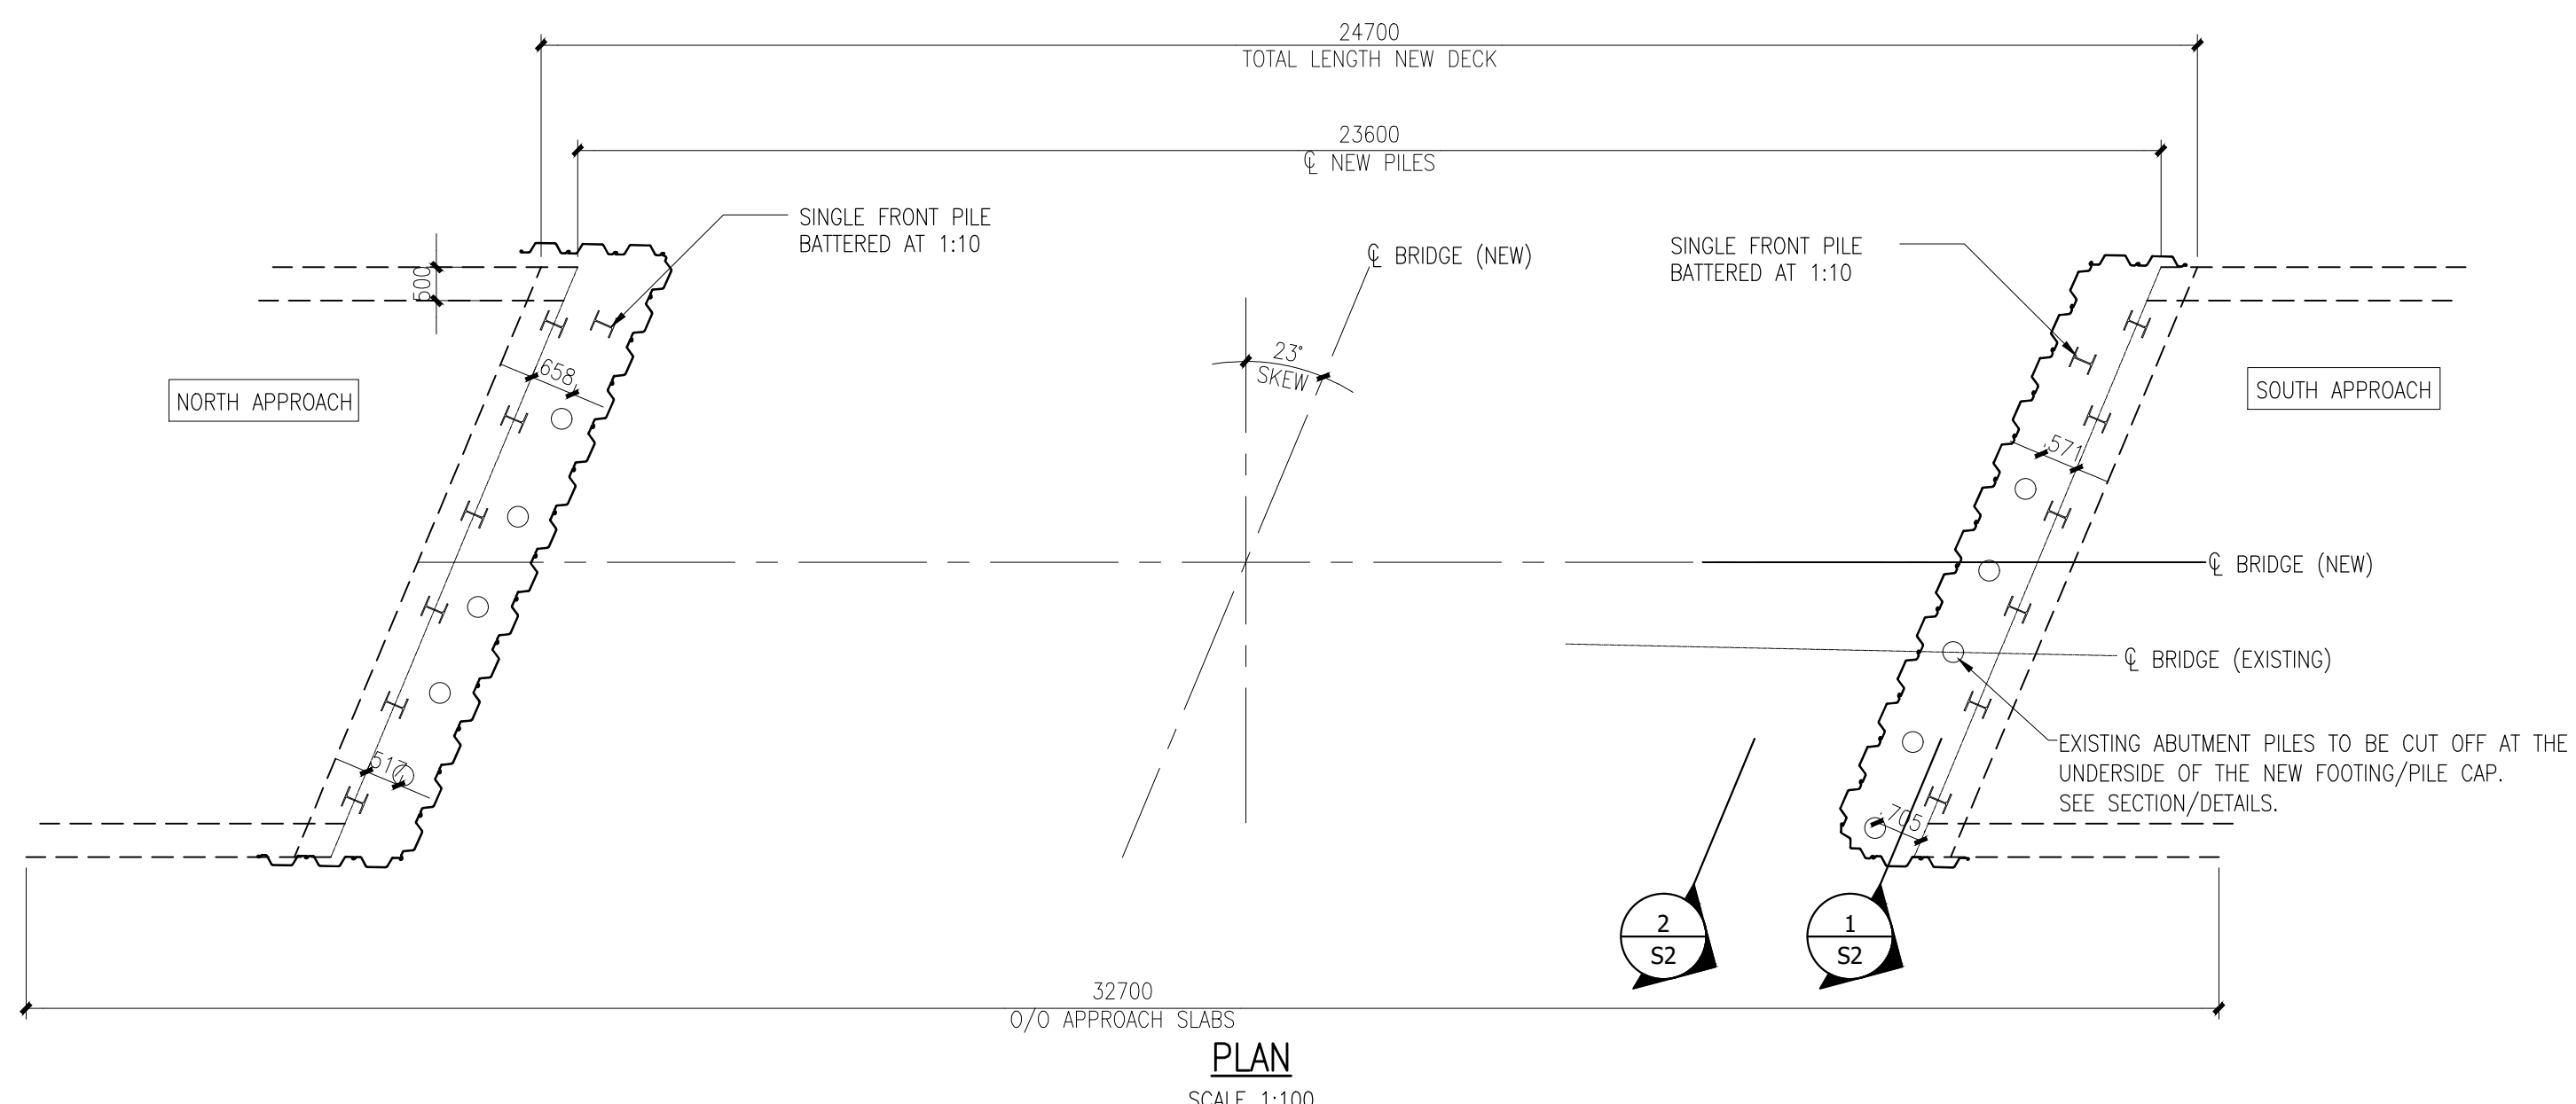 24700
TOTAL LENGTH NEW DECK
23600
℄ NEW PILES
SINGLE FRONT PILE
BATTERED AT 1:10
℄ BRIDGE (NEW)
SINGLE FRONT PILE
BATTERED AT 1:10
500
23°
SKEW
658
NORTH APPROACH
SOUTH APPROACH
571
℄ BRIDGE (NEW)
℄ BRIDGE (EXISTING)
EXISTING ABUTMENT PILES TO BE CUT OFF AT THE
UNDERSIDE OF THE NEW FOOTING/PILE CAP.
SEE SECTION/DETAILS.
517
705
2
S2
1
S2
32700
O/O APPROACH SLABS
PLAN
SCALE 1:100